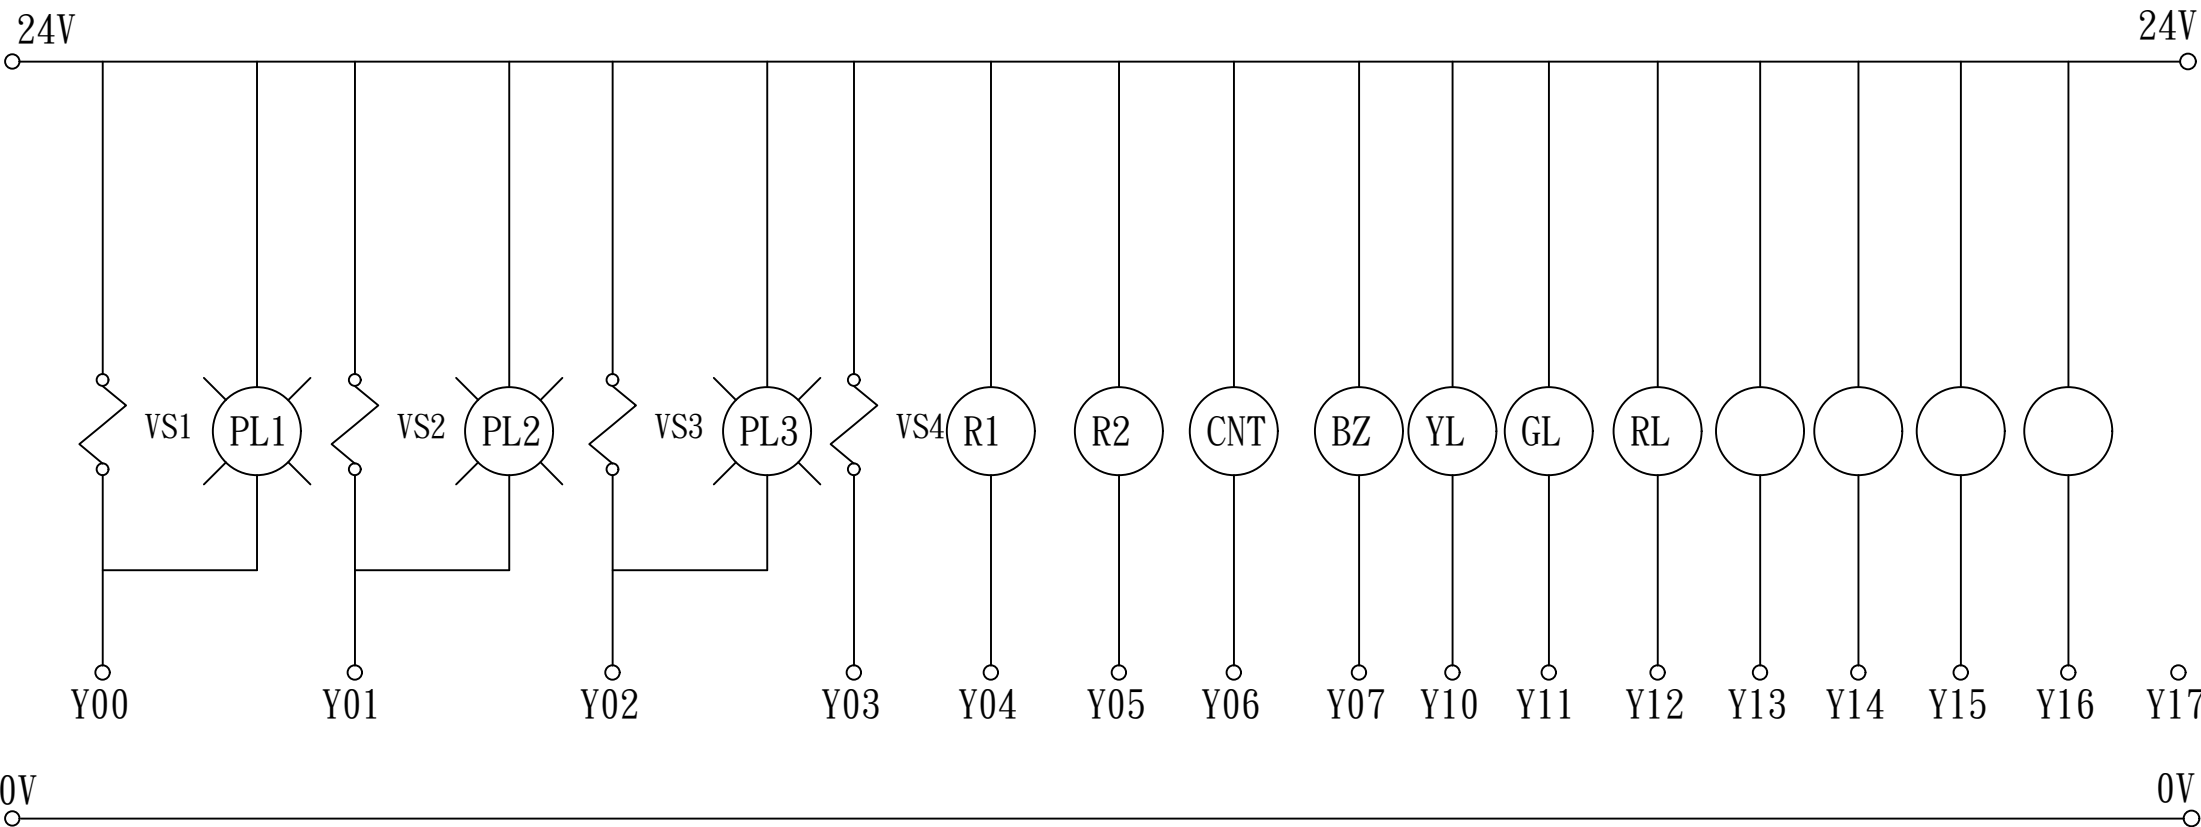 24V 24V
VS1 PL1 VS2 PL2 VS3 PL3 VS4 R1 R2 CNT BZ YL GL RL
Y00 Y01 Y02 Y03 Y04 Y05 Y06 Y07 Y10 Y11 Y12 Y13 Y14 Y15 Y16 Y17
0V 0V